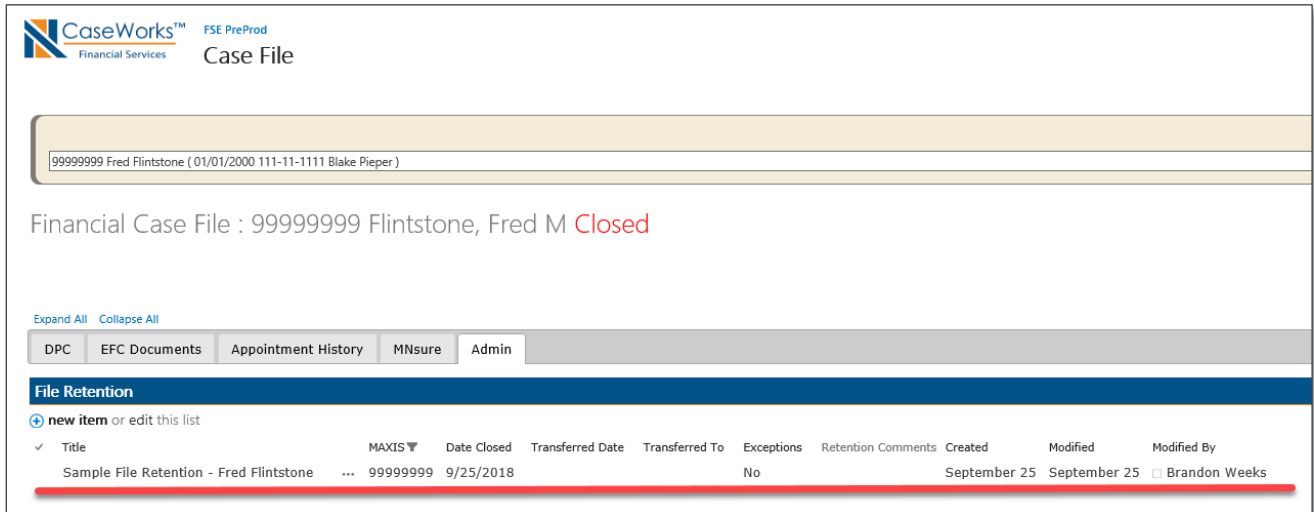 CaseWorks™
Financial Services
FSE PreProd
Case File
99999999 Fred Flintstone ( 01/01/2000 111-11-1111 Blake Pieper )
Financial Case File : 99999999 Flintstone, Fred M Closed
Expand All Collapse All
DPC EFC Documents Appointment History MNsure Admin
File Retention
new item or edit this list
Title MAXIS Date Closed Transferred Date Transferred To Exceptions Retention Comments Created Modified Modified By
Sample File Retention - Fred Flintstone ... 99999999 9/25/2018 No September 25 September 25 Brandon Weeks